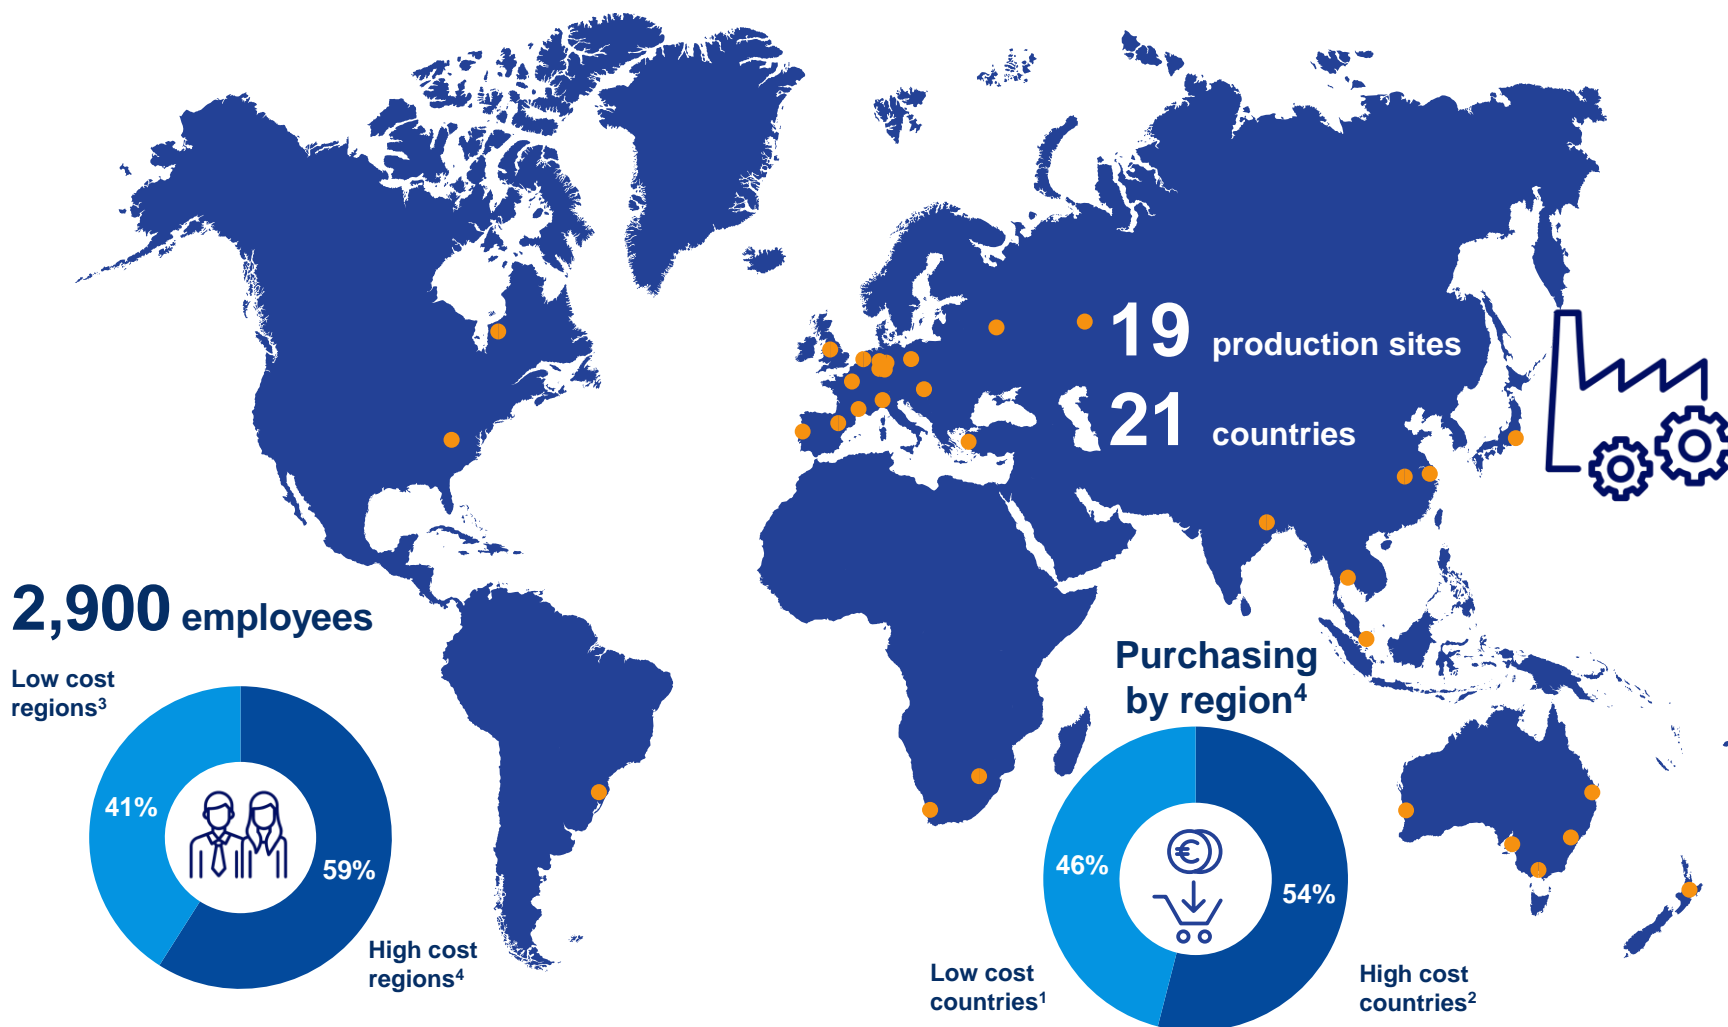 19 production sites
21 countries
2,900 employees
Low cost
regions³
41%
59%
High cost
regions⁴
Purchasing
by region⁴
46%
54%
Low cost
countries¹
High cost
countries²